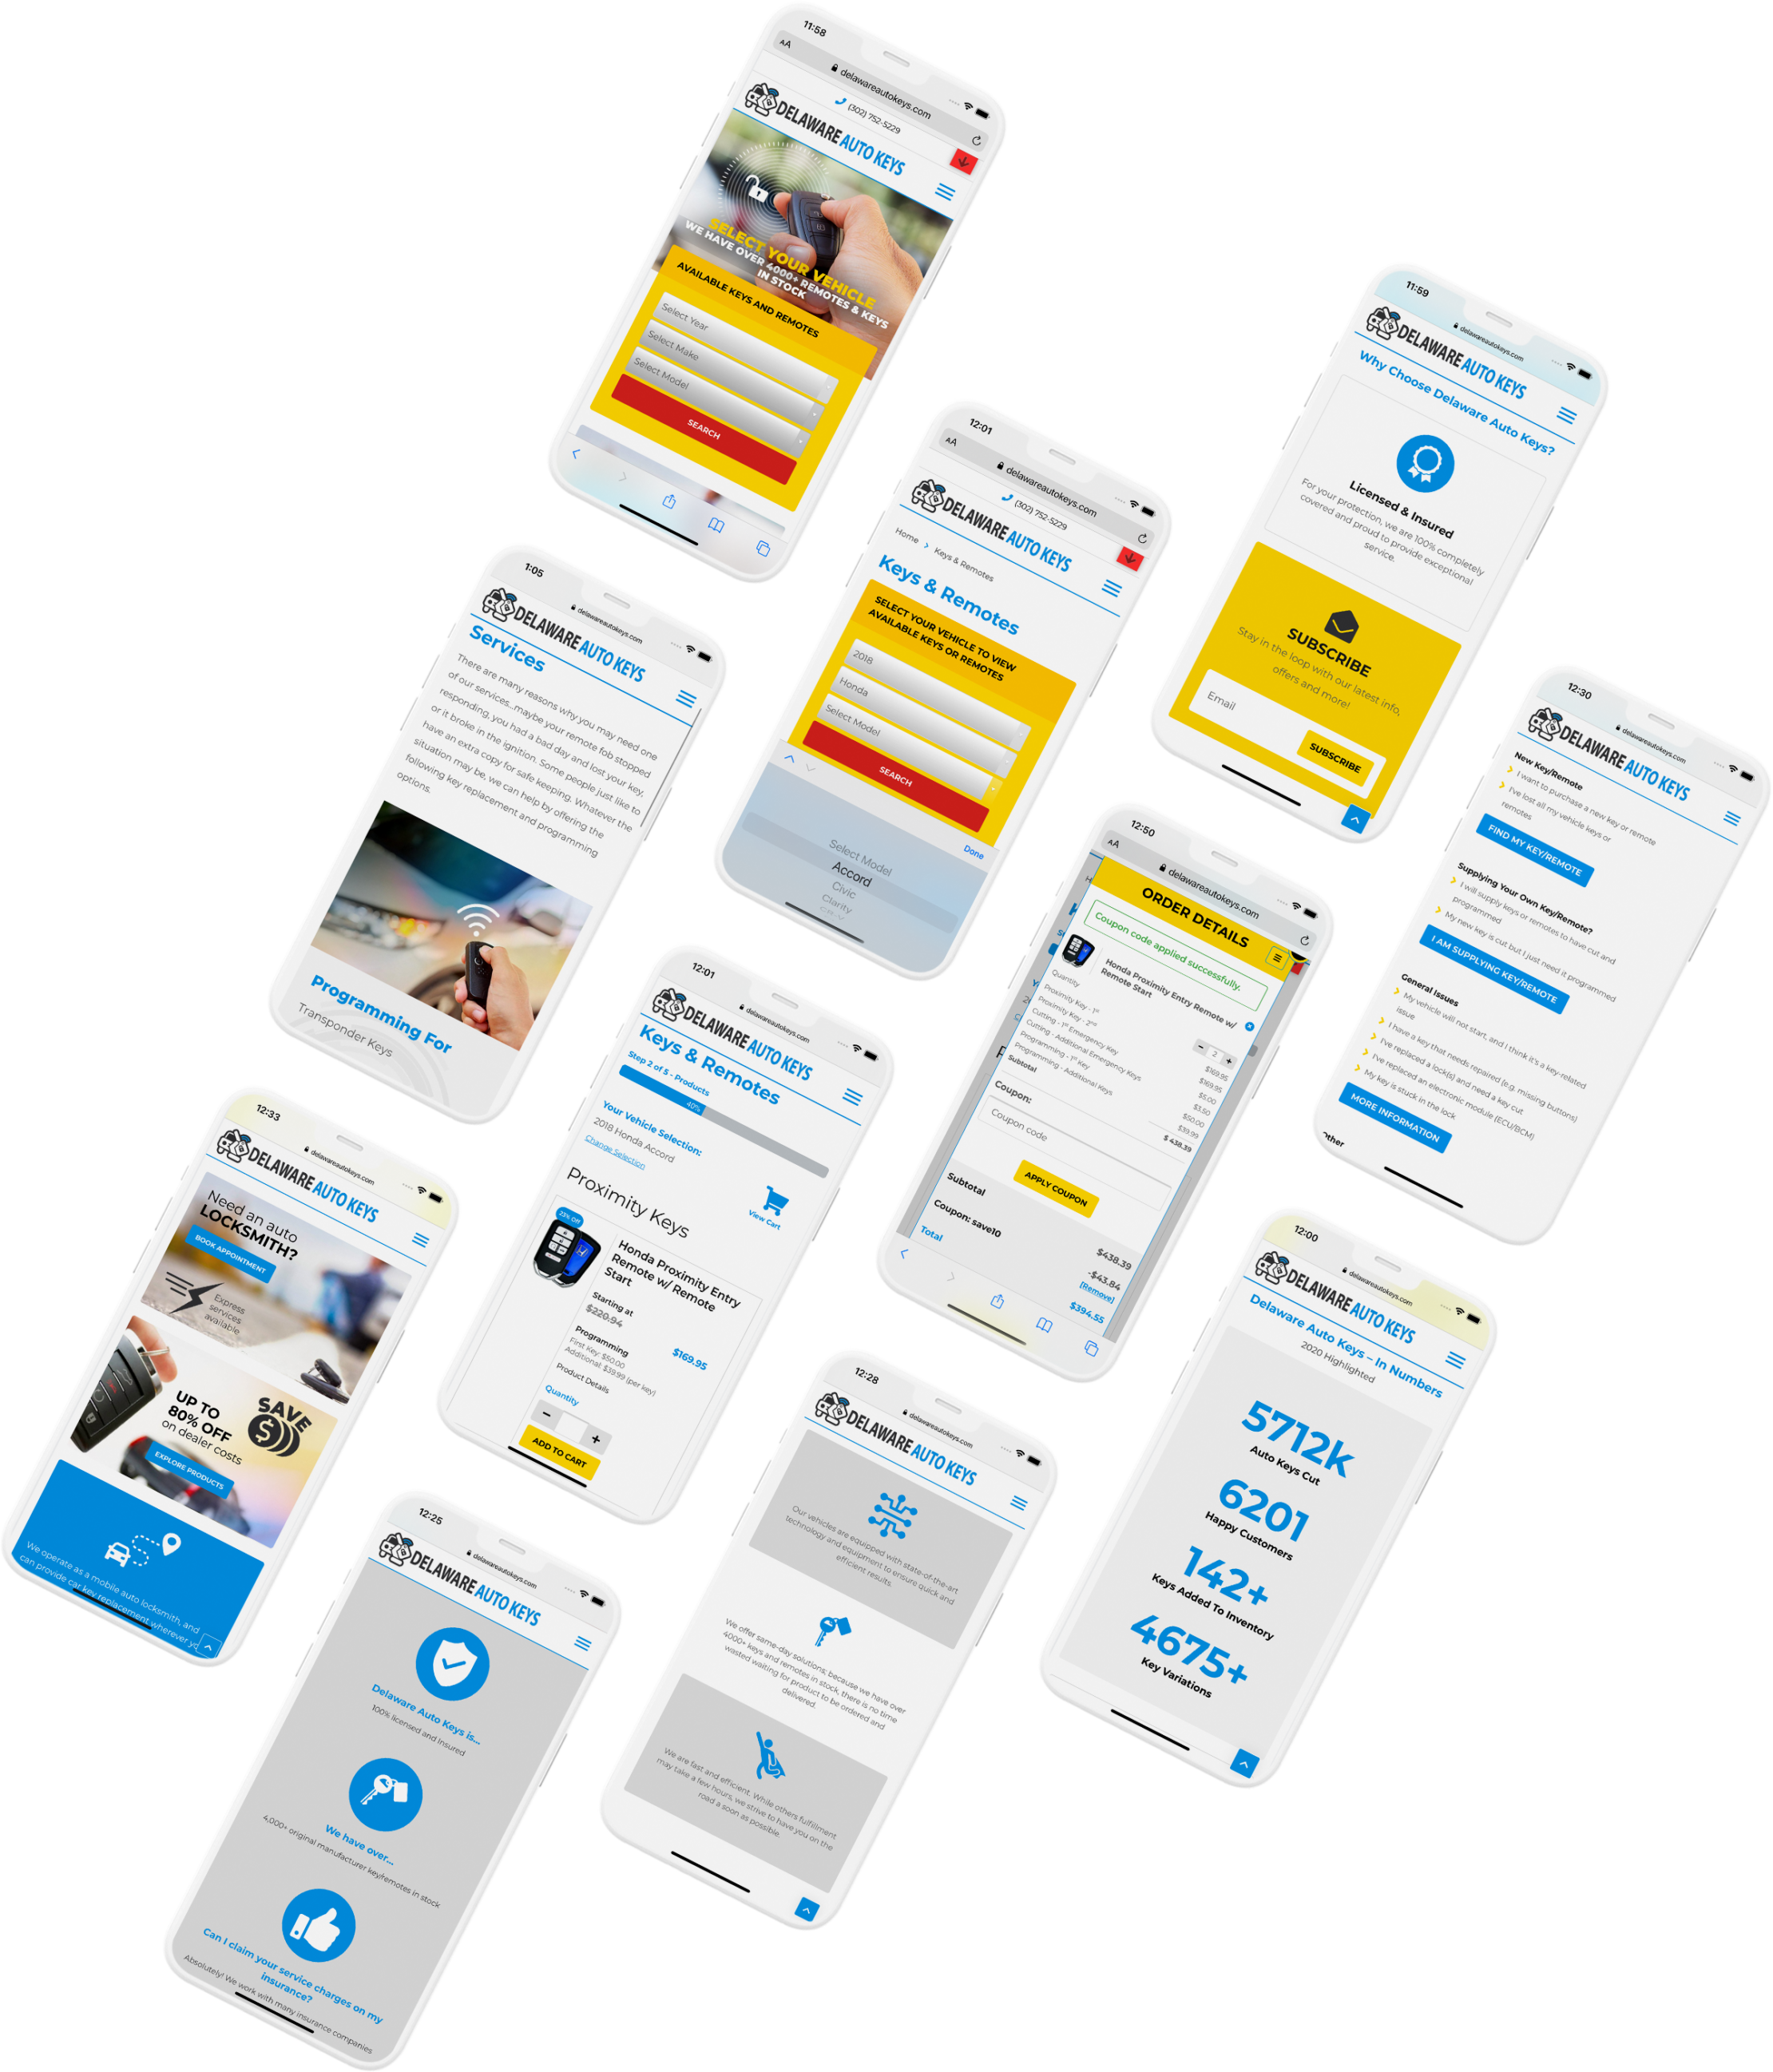 11:58
AA
delawareautokeys.com
(302) 752-5229
DELAWARE AUTO KEYS
SELECT YOUR VEHICLE
WE HAVE OVER 4000+ REMOTES & KEYS
IN STOCK
AVAILABLE KEYS AND REMOTES
Select Year
Select Make
Select Model
SEARCH
11:59
delawareautokeys.com
DELAWARE AUTO KEYS
Why Choose Delaware Auto Keys?
Licensed & Insured
For your protection, we are 100% completely
covered and proud to provide exceptional
service.
SUBSCRIBE
Stay in the loop with our latest info,
offers and more!
Email
SUBSCRIBE
12:01
AA
delawareautokeys.com
(302) 752-5229
DELAWARE AUTO KEYS
Home > Keys & Remotes
Keys & Remotes
SELECT YOUR VEHICLE TO VIEW
AVAILABLE KEYS OR REMOTES
2018
Honda
Select Model
SEARCH
Done
Select Model
Accord
Civic
Clarity
1:05
delawareautokeys.com
DELAWARE AUTO KEYS
Services
There are many reasons why you may need one
of our services...maybe your remote fob stopped
responding, you had a bad day and lost your key,
or it broke in the ignition. Some people just like to
have an extra copy for safe keeping. Whatever the
situation may be, we can help by offering the
following key replacement and programming
options.
Programming For
Transponder Keys
12:30
delawareautokeys.com
DELAWARE AUTO KEYS
New Key/Remote
I want to purchase a new key or remote
I've lost all my vehicle keys or
remotes
FIND MY KEY/REMOTE
Supplying Your Own Key/Remote?
I will supply keys or remotes to have cut and
programmed
My new key is cut but I just need it programmed
I AM SUPPLYING KEY/REMOTE
General Issues
My vehicle will not start, and I think it's a key-related
issue
I have a key that needs repaired (e.g. missing buttons)
I've replaced a lock(s) and need a key cut
I've replaced an electronic module (ECU/BCM)
My key is stuck in the lock
MORE INFORMATION
Other
12:50
AA
delawareautokeys.com
ORDER DETAILS
Coupon code applied successfully.
Honda Proximity Entry Remote w/
Remote Start
Quantity
2
Proximity Key - 1st $169.95
Proximity Key - 2nd $169.95
Cutting - 1st Emergency Key $5.00
Cutting - Additional Emergency Keys $3.50
Programming - 1st Key $50.00
Programming - Additional Keys $39.99
Subtotal $ 438.39
Coupon:
Coupon code
APPLY COUPON
Subtotal $438.39
Coupon: save10 -$43.84
[Remove]
Total $394.55
12:01
delawareautokeys.com
DELAWARE AUTO KEYS
Keys & Remotes
Step 2 of 5 - Products
40%
Your Vehicle Selection:
2018 Honda Accord
Change Selection
View Cart
Proximity Keys
23% Off
Honda Proximity Entry
Remote w/ Remote
Start
Starting at
$220.94
$169.95
Programming
First Key: $50.00
Additional: $39.99 (per key)
Product Details
Quantity
ADD TO CART
12:33
delawareautokeys.com
DELAWARE AUTO KEYS
Need an auto
LOCKSMITH?
BOOK APPOINTMENT
Express
services
available
SAVE
UP TO
80% OFF
on dealer costs
EXPLORE PRODUCTS
We operate as a mobile auto locksmith, and
can provide car key replacement wherever
12:00
delawareautokeys.com
DELAWARE AUTO KEYS
Delaware Auto Keys – In Numbers
2020 Highlighted
5712k
Auto Keys Cut
6201
Happy Customers
142+
Keys Added To Inventory
4675+
Key Variations
12:28
delawareautokeys.com
DELAWARE AUTO KEYS
Our vehicles are equipped with state-of-the-art
technology and equipment to ensure quick and
efficient results.
We offer same-day solutions; because we have over
4000+ keys and remotes in stock, there is no time
wasted waiting for product to be ordered and
delivered.
We are fast and efficient. While others fulfillment
may take a few hours, we strive to have you on the
road a soon as possible.
12:25
delawareautokeys.com
DELAWARE AUTO KEYS
Delaware Auto Keys is...
100% licensed and Insured
We have over...
4,000+ original manufacturer key/remotes in stock
Can I claim your service charges on my
insurance?
Absolutely! We work with many insurance companies